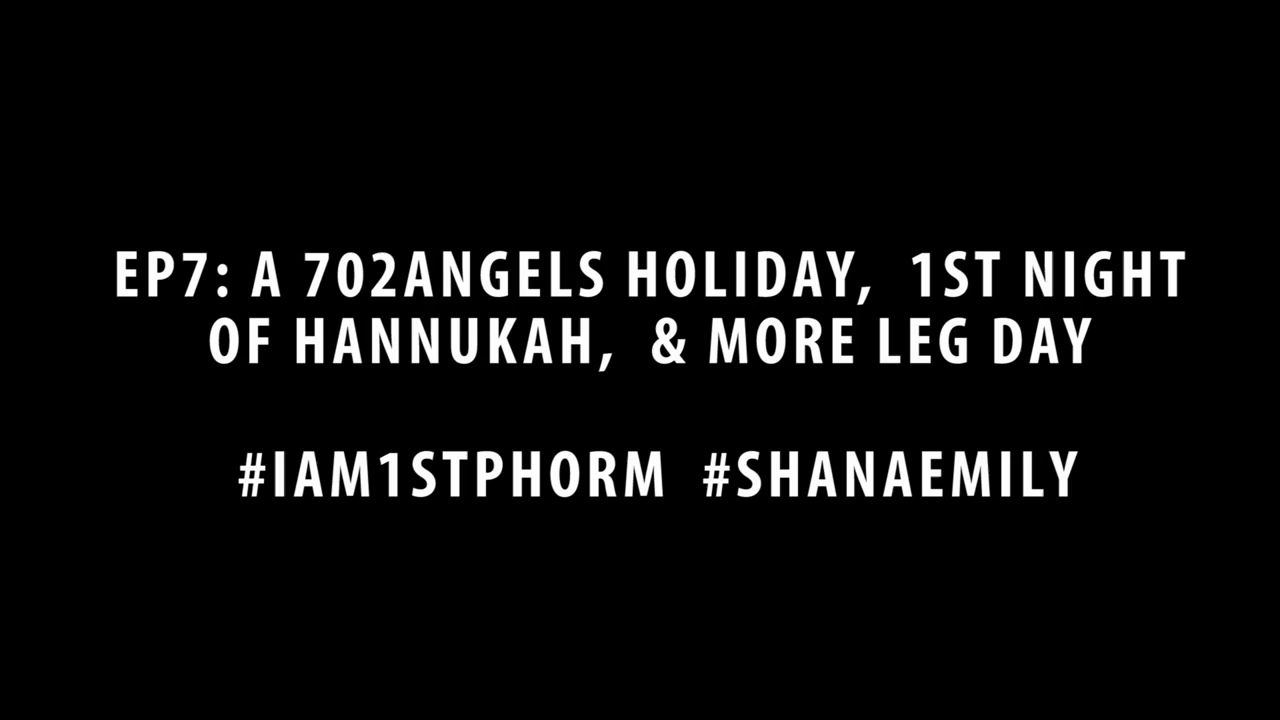 EP7: A 702ANGELS HOLIDAY, 1ST NIGHT
OF HANNUKAH, & MORE LEG DAY
#IAM1STPHORM #SHANAEMILY